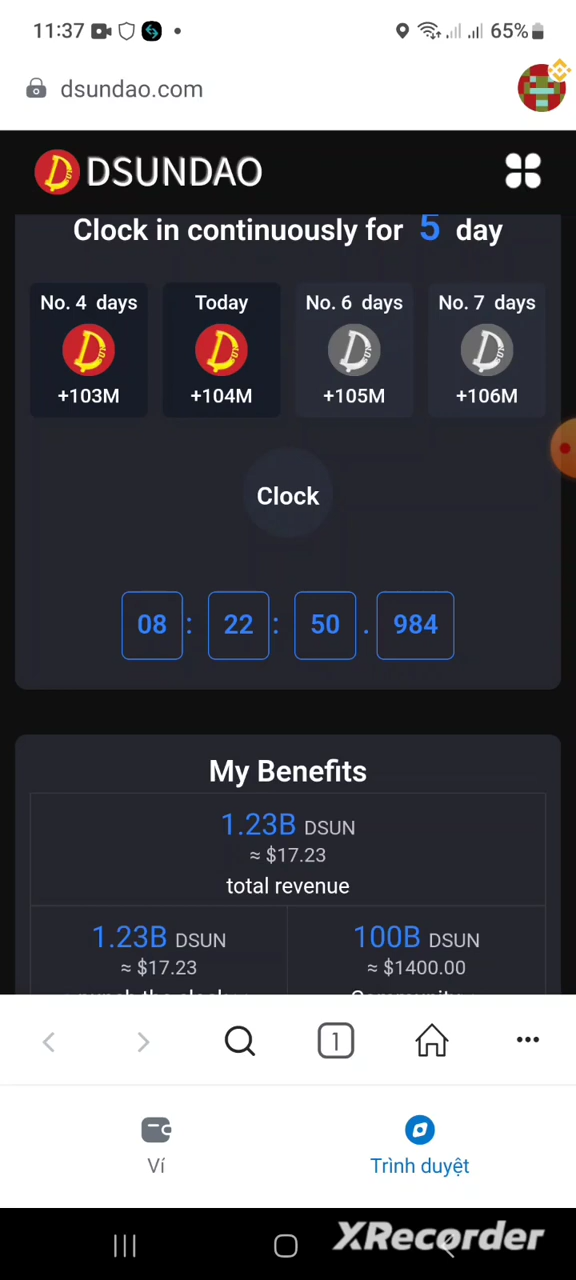 11:37 65%
dsundao.com
DSUNDAO
Clock in continuously for 5 day
No. 4 days Today No. 6 days No. 7 days
+103M +104M +105M +106M
Clock
08 : 22 : 50 . 984
My Benefits
1.23B DSUN
≈ $17.23
total revenue
1.23B DSUN 100B DSUN
≈ $17.23 ≈ $1400.00
1
Ví Trình duyệt
XRecorder